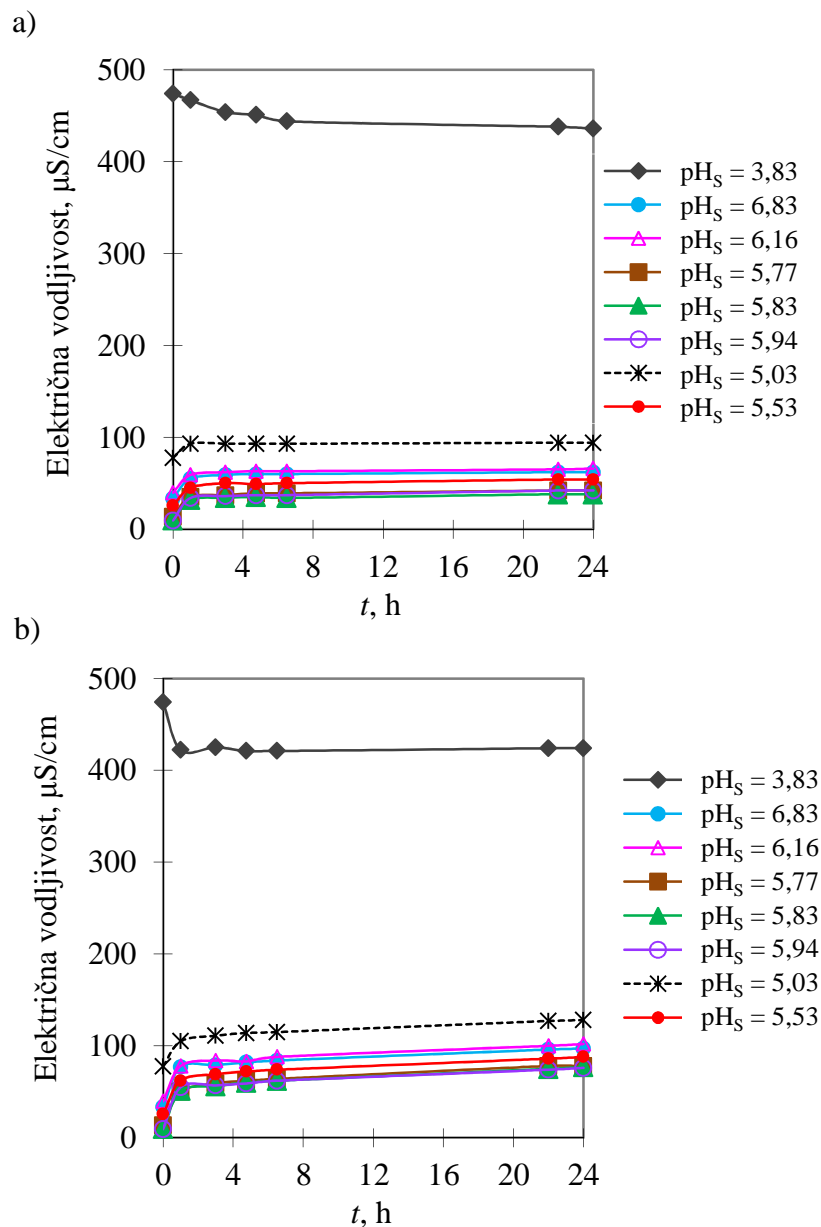 a)
500
400
300
200
100
0
Električna vodljivost, µS/cm
0 4 8 12 16 20 24
t, h
pHS = 3,83
pHS = 6,83
pHS = 6,16
pHS = 5,77
pHS = 5,83
pHS = 5,94
pHS = 5,03
pHS = 5,53
b)
500
400
300
200
100
0
Električna vodljivost, µS/cm
0 4 8 12 16 20 24
t, h
pHS = 3,83
pHS = 6,83
pHS = 6,16
pHS = 5,77
pHS = 5,83
pHS = 5,94
pHS = 5,03
pHS = 5,53